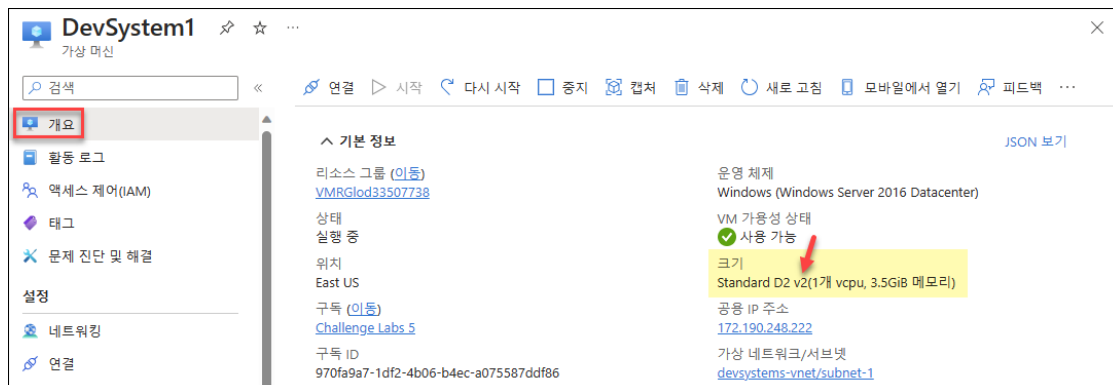 DevSystem1
가상 머신
검색
연결 시작 다시 시작 중지 캡처 삭제 새로 고침 모바일에서 열기 피드백
개요
활동 로그
액세스 제어(IAM)
태그
문제 진단 및 해결
설정
네트워킹
연결
기본 정보
JSON 보기
리소스 그룹 (이동)
VMRGlod33507738
상태
실행 중
위치
East US
구독 (이동)
Challenge Labs 5
구독 ID
970fa9a7-1df2-4b06-b4ec-a075587ddf86
운영 체제
Windows (Windows Server 2016 Datacenter)
VM 가용성 상태
사용 가능
크기
Standard D2 v2(1개 vcpu, 3.5GiB 메모리)
공용 IP 주소
172.190.248.222
가상 네트워크/서브넷
devsystems-vnet/subnet-1